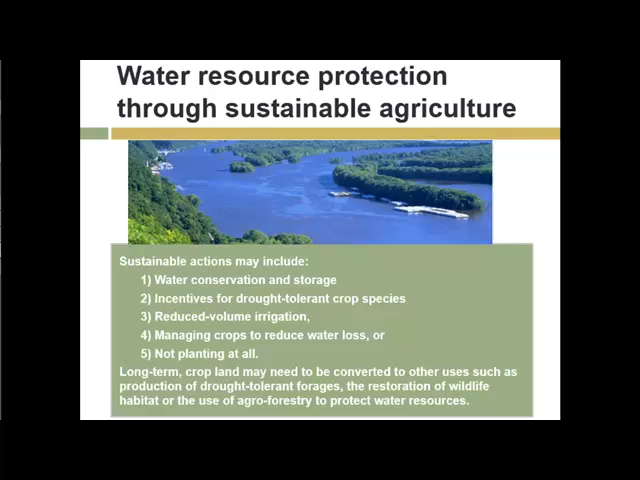 Water resource protection
through sustainable agriculture
Sustainable actions may include:
1) Water conservation and storage
2) Incentives for drought-tolerant crop species
3) Reduced-volume irrigation,
4) Managing crops to reduce water loss, or
5) Not planting at all.
Long-term, crop land may need to be converted to other uses such as
production of drought-tolerant forages, the restoration of wildlife
habitat or the use of agro-forestry to protect water resources.